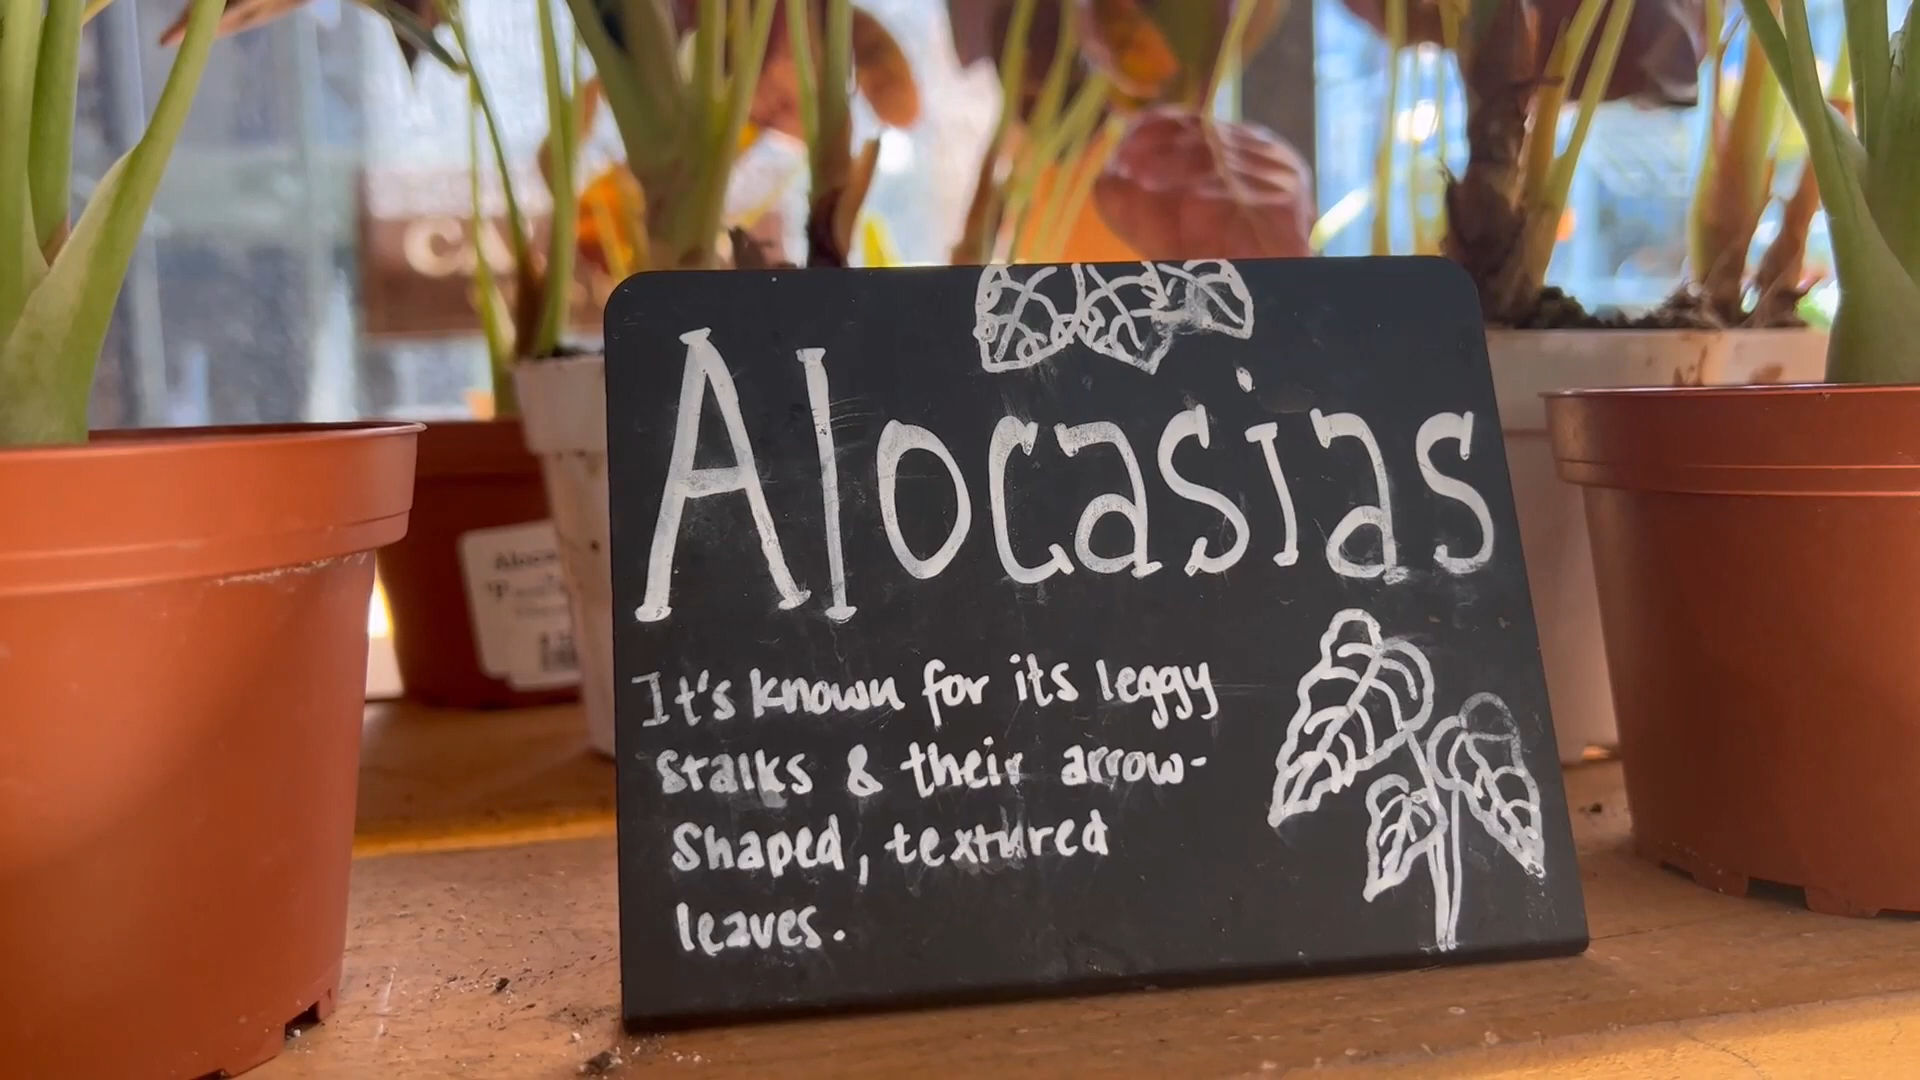 Alocasias
It's known for its leggy
stalks & their arrow-
shaped, textured
leaves.